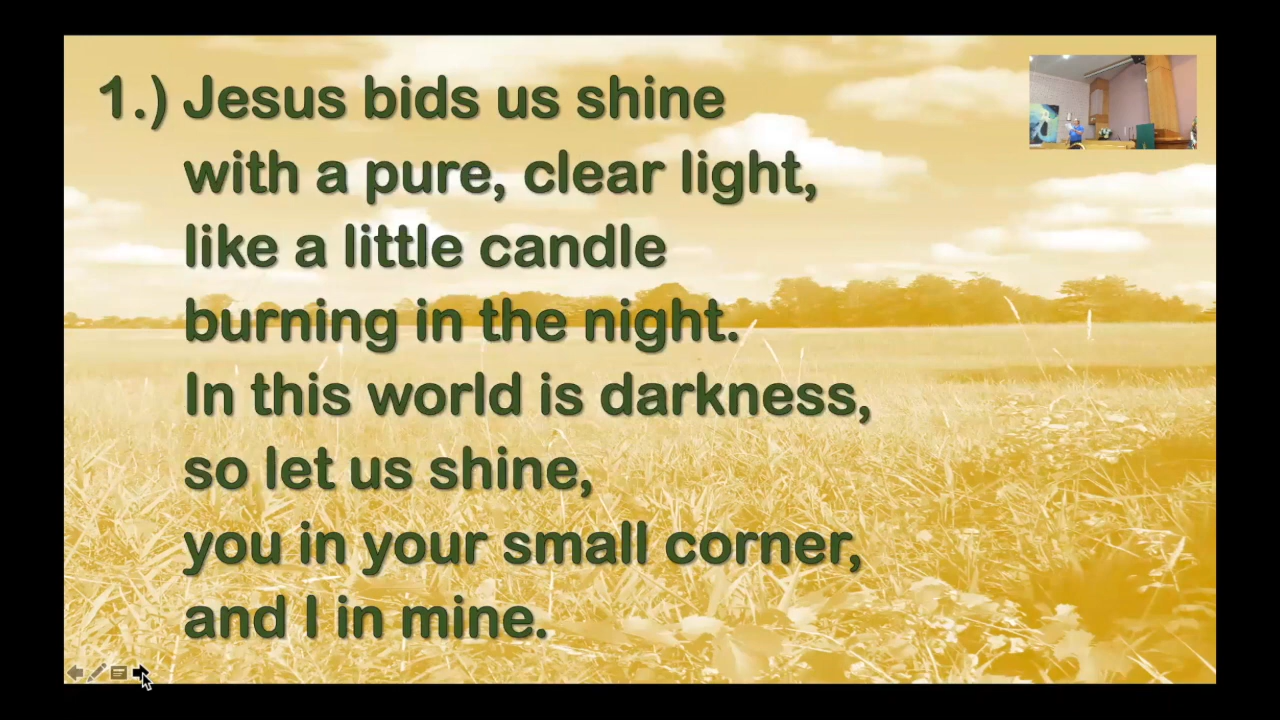 1.) Jesus bids us shine
with a pure, clear light,
like a little candle
burning in the night.
In this world is darkness,
so let us shine,
you in your small corner,
and I in mine.